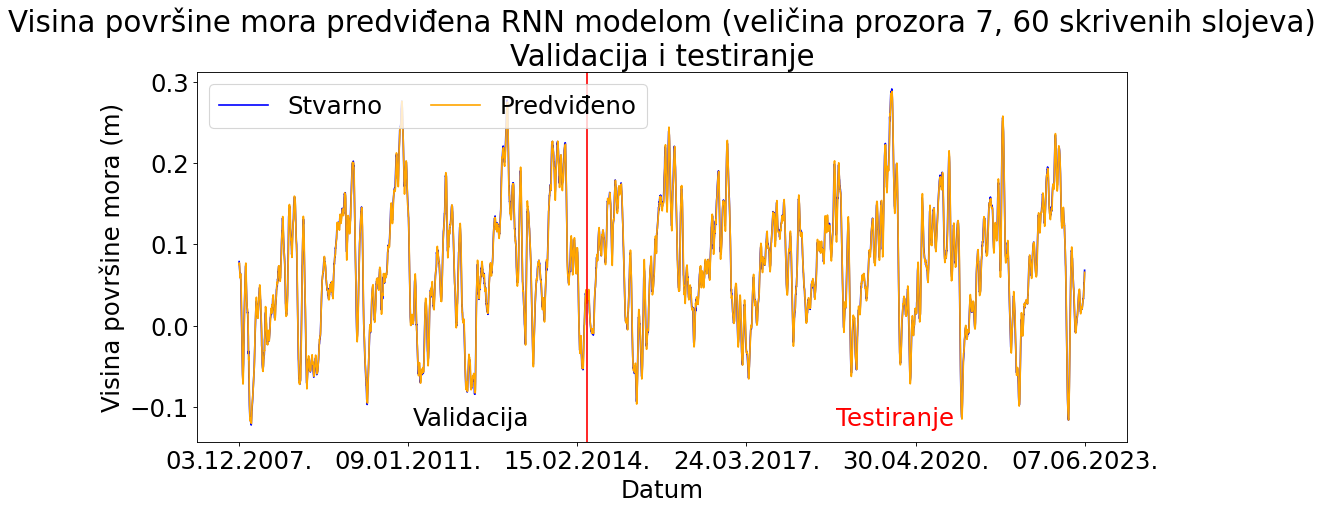 Visina površine mora predviđena RNN modelom (veličina prozora 7, 60 skrivenih slojeva)
Validacija i testiranje
Stvarno
Predviđeno
Visina površine mora (m)
0.3
0.2
0.1
0.0
−0.1
Validacija
Testiranje
03.12.2007.
09.01.2011.
15.02.2014.
24.03.2017.
30.04.2020.
07.06.2023.
Datum